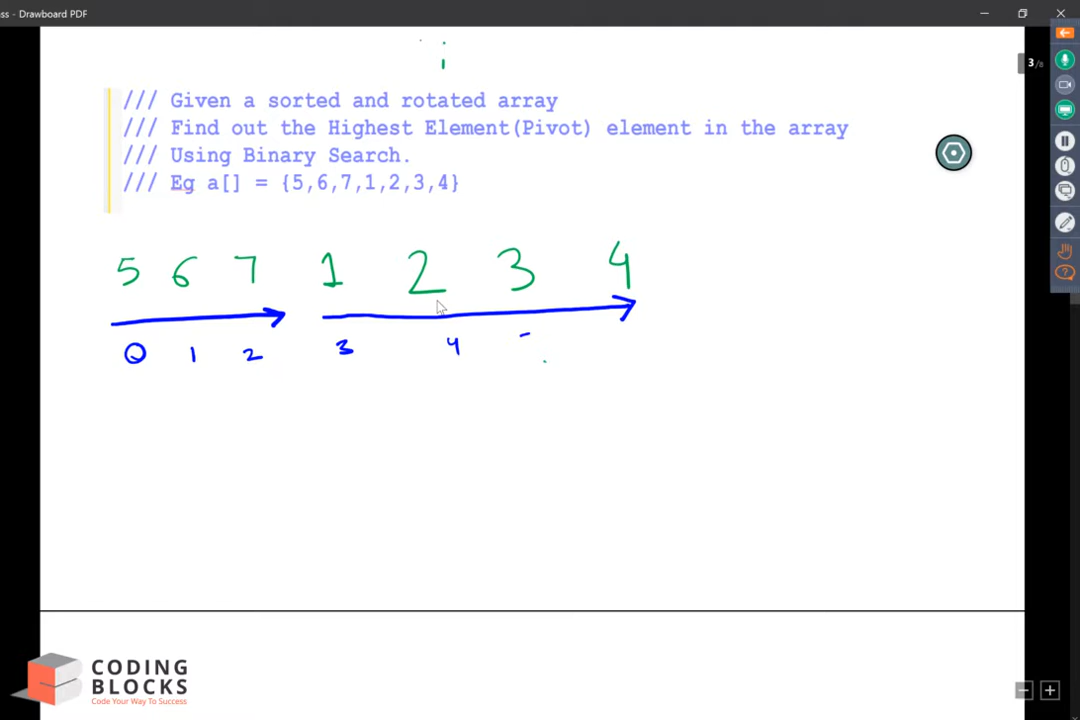 ss - Drawboard PDF
i
3/8
/// Given a sorted and rotated array
/// Find out the Highest Element(Pivot) element in the array
/// Using Binary Search.
/// Eg a[] = {5,6,7,1,2,3,4}
5 6 7 1 2 3 4
0 1 2 3 4
CODING
BLOCKS
Code Your Way To Success